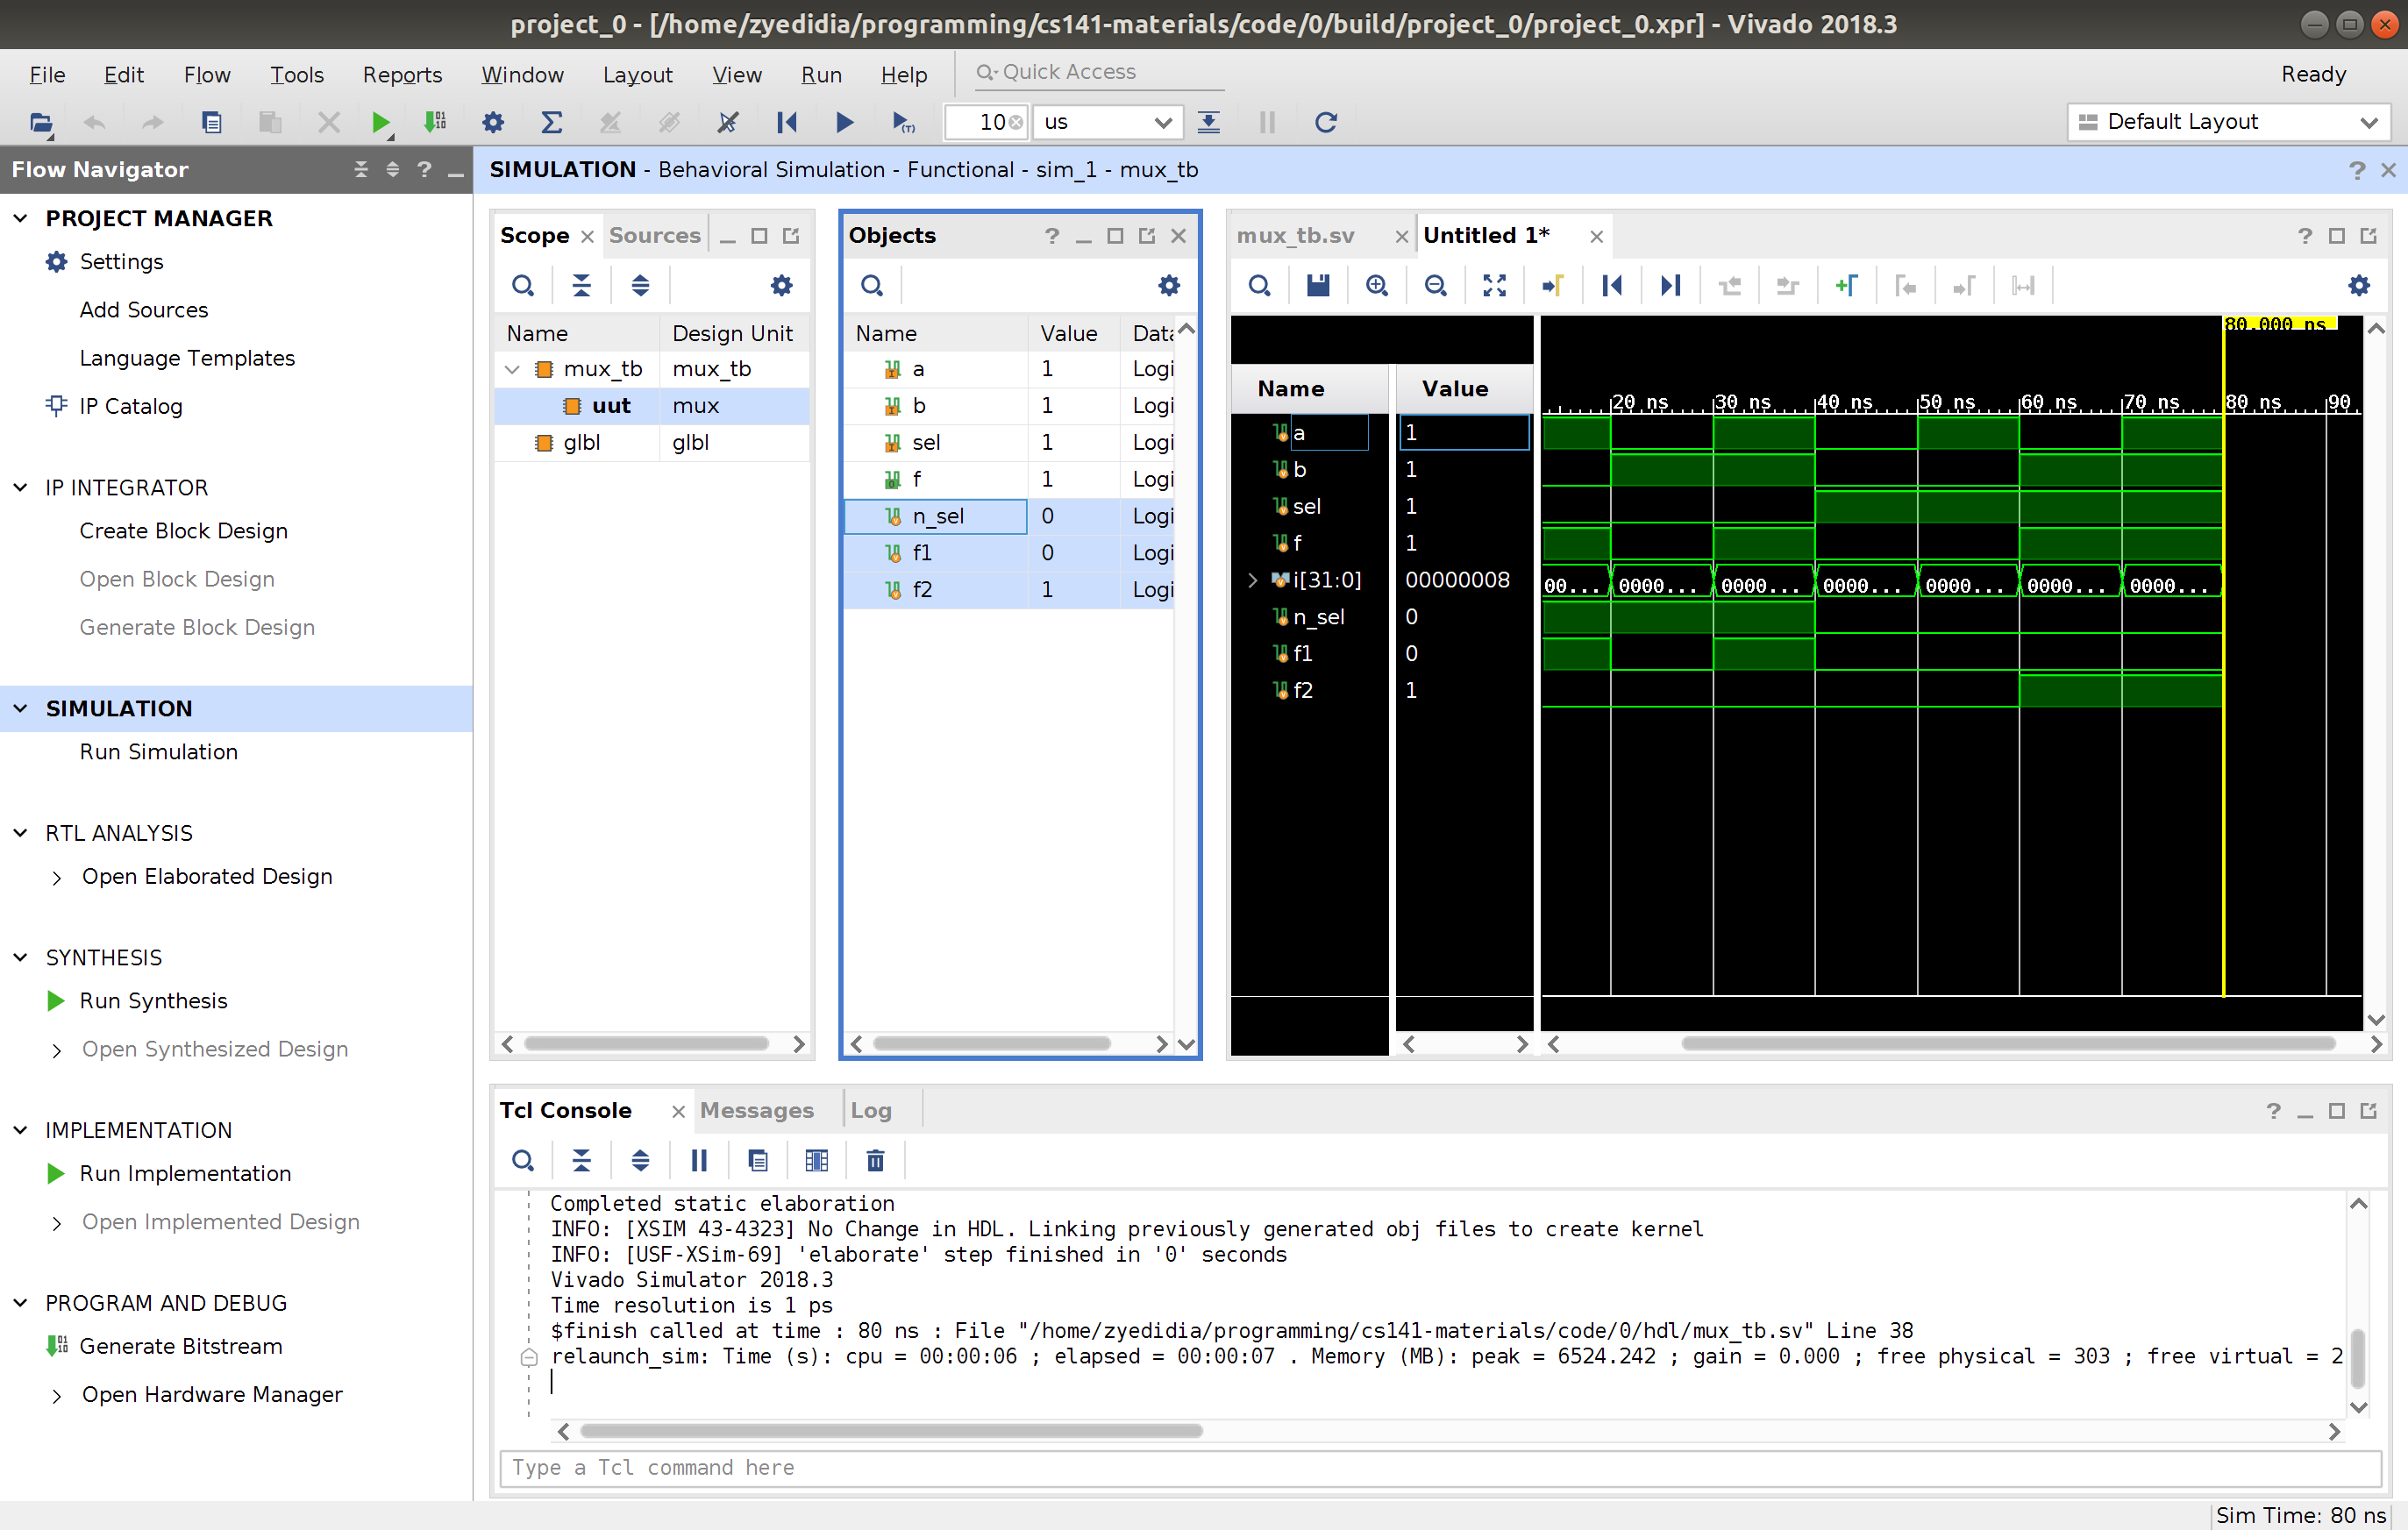 project_0 - [/home/zyedidia/programming/cs141-materials/code/0/build/project_0/project_0.xpr] - Vivado 2018.3
File Edit Flow Tools Reports Window Layout View Run Help Quick Access Ready
10 us Default Layout
Flow Navigator
SIMULATION - Behavioral Simulation - Functional - sim_1 - mux_tb
PROJECT MANAGER
Settings
Add Sources
Language Templates
IP Catalog
IP INTEGRATOR
Create Block Design
Open Block Design
Generate Block Design
SIMULATION
Run Simulation
RTL ANALYSIS
Open Elaborated Design
SYNTHESIS
Run Synthesis
Open Synthesized Design
IMPLEMENTATION
Run Implementation
Open Implemented Design
PROGRAM AND DEBUG
Generate Bitstream
Open Hardware Manager
Scope Sources
Name Design Unit
mux_tb mux_tb
uut mux
glbl glbl
Objects
Name Value Data
a 1 Logi
b 1 Logi
sel 1 Logi
f 1 Logi
n_sel 0 Logi
f1 0 Logi
f2 1 Logi
mux_tb.sv Untitled 1*
80.000 ns
Name Value 20 ns 30 ns 40 ns 50 ns 60 ns 70 ns 80 ns 90
a 1
b 1
sel 1
f 1
i[31:0] 00000008 00... 0000... 0000... 0000... 0000... 0000... 0000...
n_sel 0
f1 0
f2 1
Tcl Console Messages Log
Completed static elaboration
INFO: [XSIM 43-4323] No Change in HDL. Linking previously generated obj files to create kernel
INFO: [USF-XSim-69] 'elaborate' step finished in '0' seconds
Vivado Simulator 2018.3
Time resolution is 1 ps
$finish called at time : 80 ns : File "/home/zyedidia/programming/cs141-materials/code/0/hdl/mux_tb.sv" Line 38
relaunch_sim: Time (s): cpu = 00:00:06 ; elapsed = 00:00:07 . Memory (MB): peak = 6524.242 ; gain = 0.000 ; free physical = 303 ; free virtual = 2
Type a Tcl command here
Sim Time: 80 ns